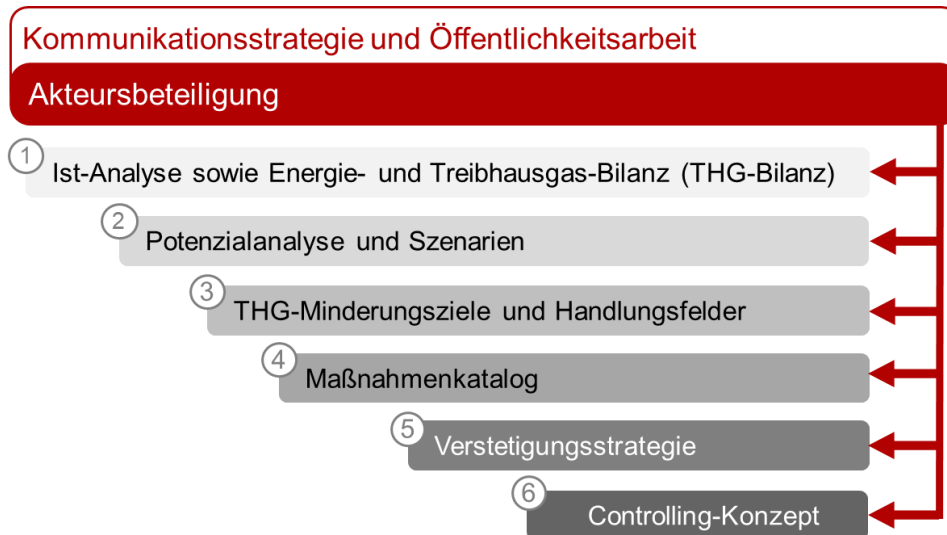 Kommunikationsstrategie und Öffentlichkeitsarbeit
Akteursbeteiligung
1
Ist-Analyse sowie Energie- und Treibhausgas-Bilanz (THG-Bilanz)
2
Potenzialanalyse und Szenarien
3
THG-Minderungsziele und Handlungsfelder
4
Maßnahmenkatalog
5
Verstetigungsstrategie
6
Controlling-Konzept